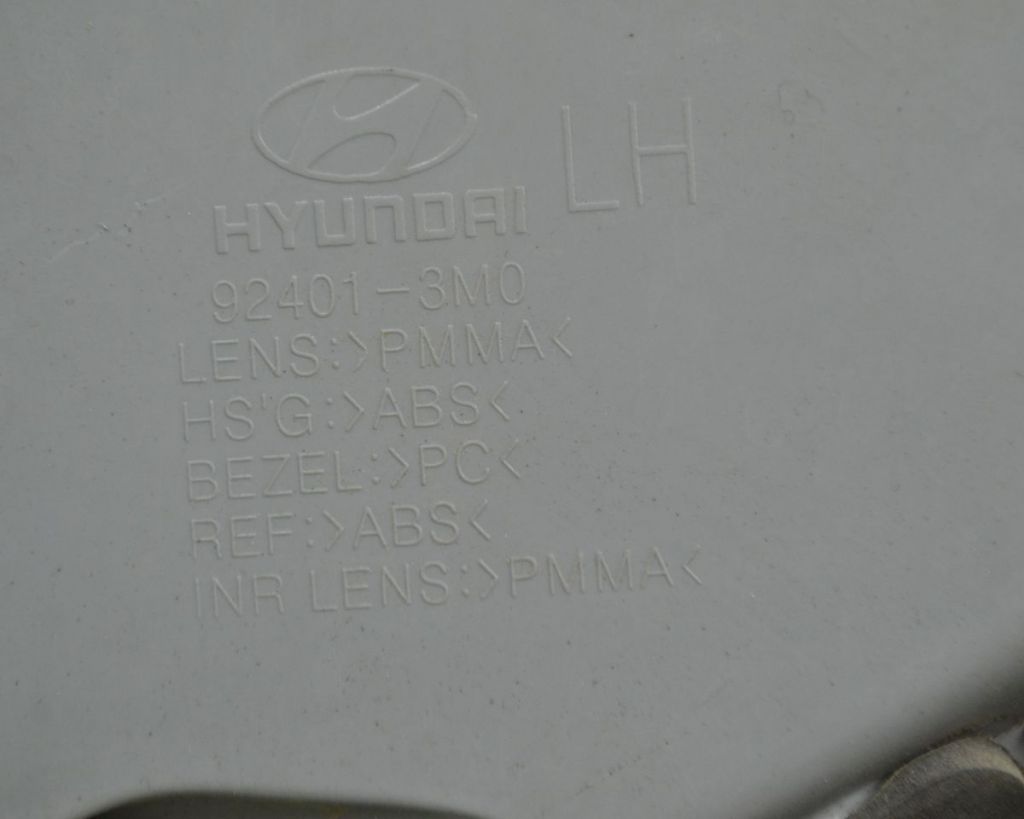 HYUNDAI LH
92401-3M0
LENS:>PMMA<
HS'G:>ABS<
BEZEL:>PC<
REF:>ABS<
INR LENS:>PMMA<